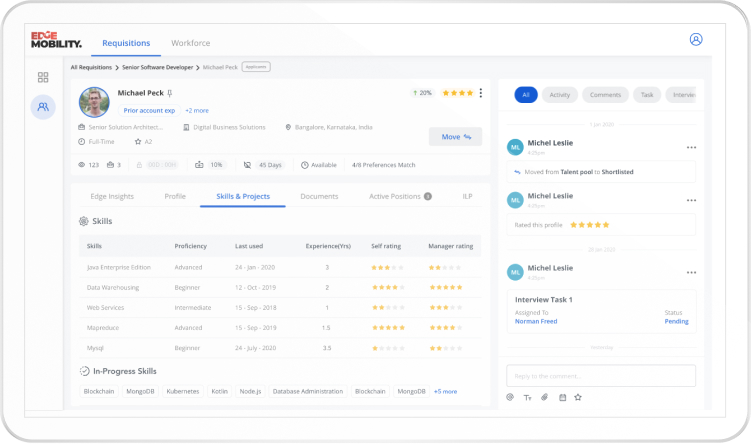 EDGE
MOBILITY.
Requisitions Workforce
All Requisitions > Senior Software Developer > Michael Peck Applicant
Michael Peck
20%
Prior account exp +2 more
Senior Solution Architect... Digital Business Solutions Bangalore, Karnataka, India
Full-Time A2
Move
123 3 10% 45 Days Available 4/8 Preferences Match
Edge Insights Profile Skills & Projects Documents Active Positions ILP
Skills
Skills Proficiency Last used Experience(Yrs) Self rating Manager rating
Java Enterprise Edition Advanced 24 - Jan - 2020 3
Data Warehousing Beginner 12 - Oct - 2019 2
Web Services Intermediate 15 - Sep - 2018 1
Mapreduce Advanced 15 - Sep - 2019 1.5
Mysql Beginner 24 - July - 2020 3.5
In-Progress Skills
Blockchain MongoDB Kubernetes Kotlin Node.js Database Administration Blockchain MongoDB +5 more
All Activity Comments Task Interview
1 Jan 2020
ML Michel Leslie
4:05pm
Moved from Talent pool to Shortlisted
ML Michel Leslie
4:05pm
Rated this profile
ML Michel Leslie
4:05pm
Interview Task 1
Assigned To Status
Norman Freed Pending
Yesterday
Reply to the comment...